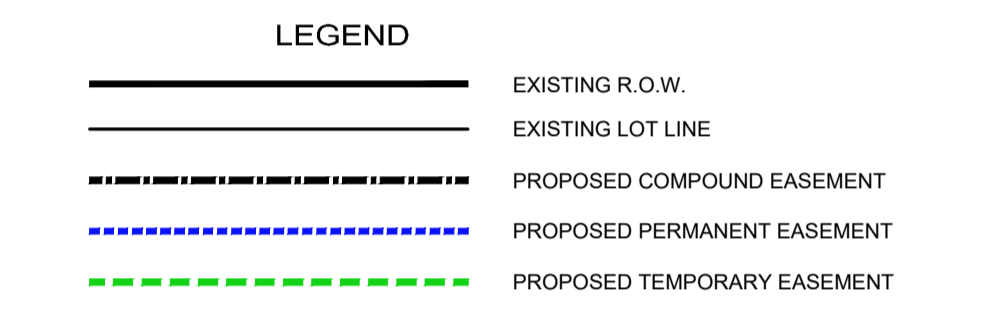 LEGEND
EXISTING R.O.W.
EXISTING LOT LINE
PROPOSED COMPOUND EASEMENT
PROPOSED PERMANENT EASEMENT
PROPOSED TEMPORARY EASEMENT